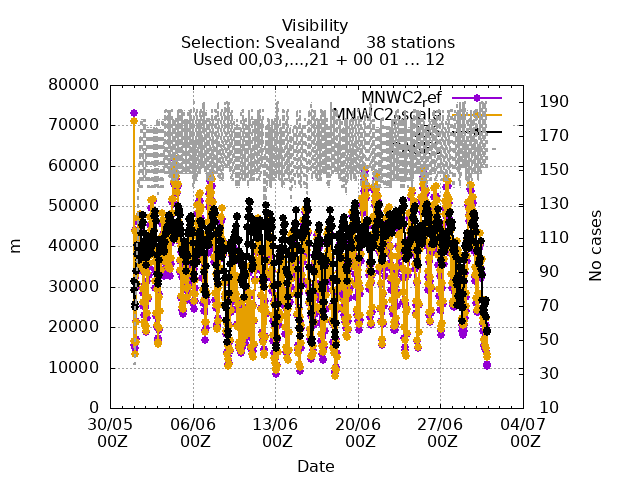 Visibility
Selection: Svealand 38 stations
Used 00,03,...,21 + 00 01 ... 12
MNWC2ref
MNWC2
80000
70000
60000
50000
40000
30000
20000
10000
0
m
190
170
150
130
110
90
70
50
30
10
No cases
30/05 06/06 13/06 20/06 27/06 04/07
00Z 00Z 00Z 00Z 00Z 00Z
Date